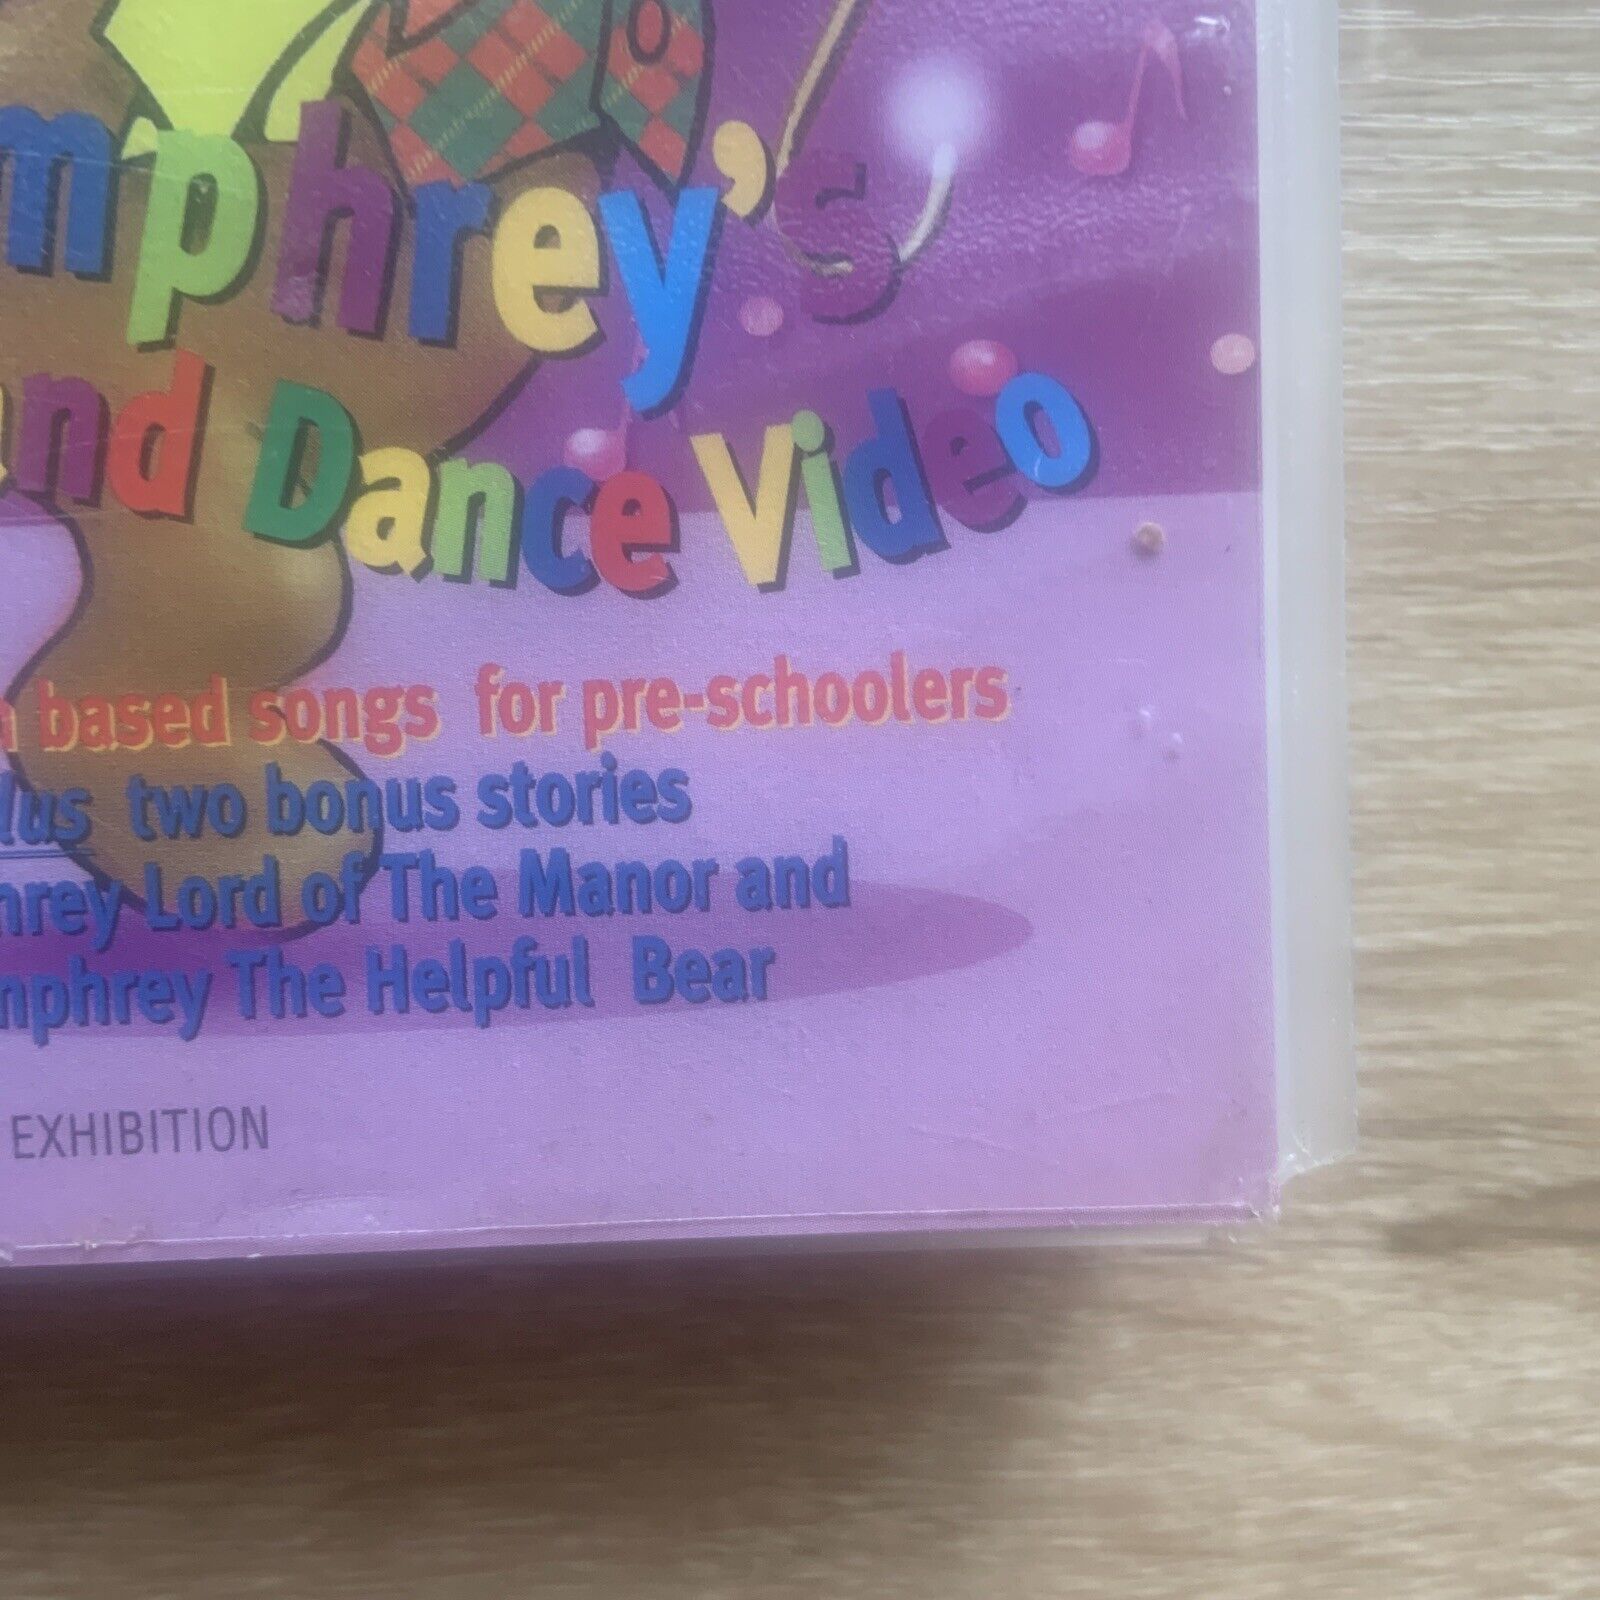 mphrey's
and Dance Video
based songs for pre-schoolers
lus two bonus stories
hrey Lord of The Manor and
mphrey The Helpful Bear
EXHIBITION